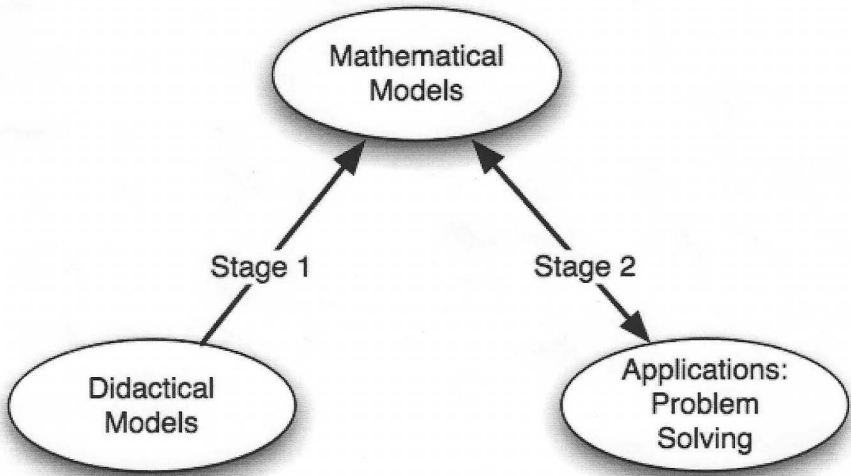 Mathematical
Models
Stage 1
Stage 2
Didactical
Models
Applications:
Problem
Solving